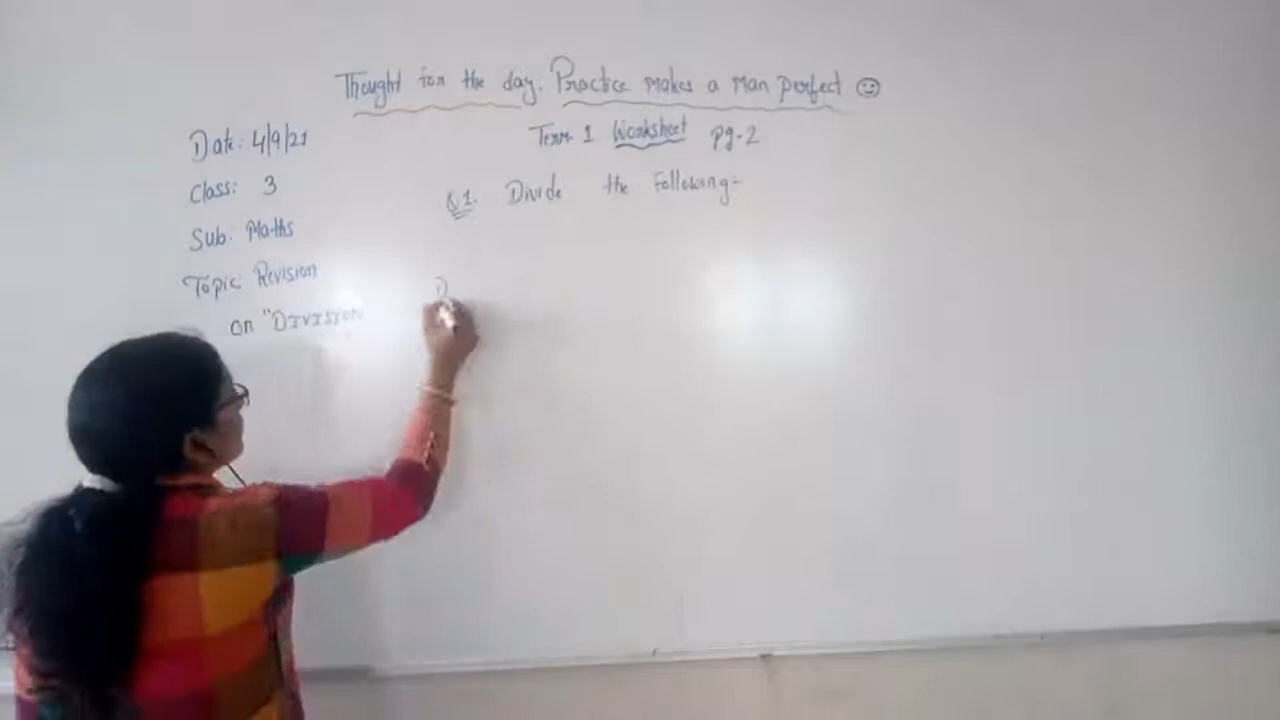 Thought for the day. Practice makes a man perfect ☺
Date: 4/9/21
Class: 3
Sub: Maths
Topic: Revision
on "DIVISION
Term 1 Worksheet pg-2
Q1. Divide the following:-